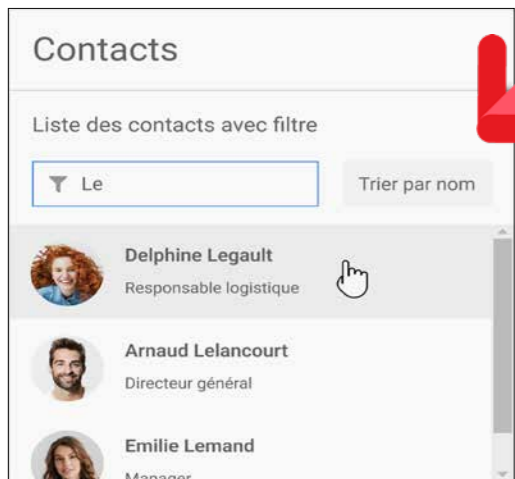 Contacts
Liste des contacts avec filtre
Le
Trier par nom
Delphine Legault
Responsable logistique
Arnaud Lelancourt
Directeur général
Emilie Lemand
Manager